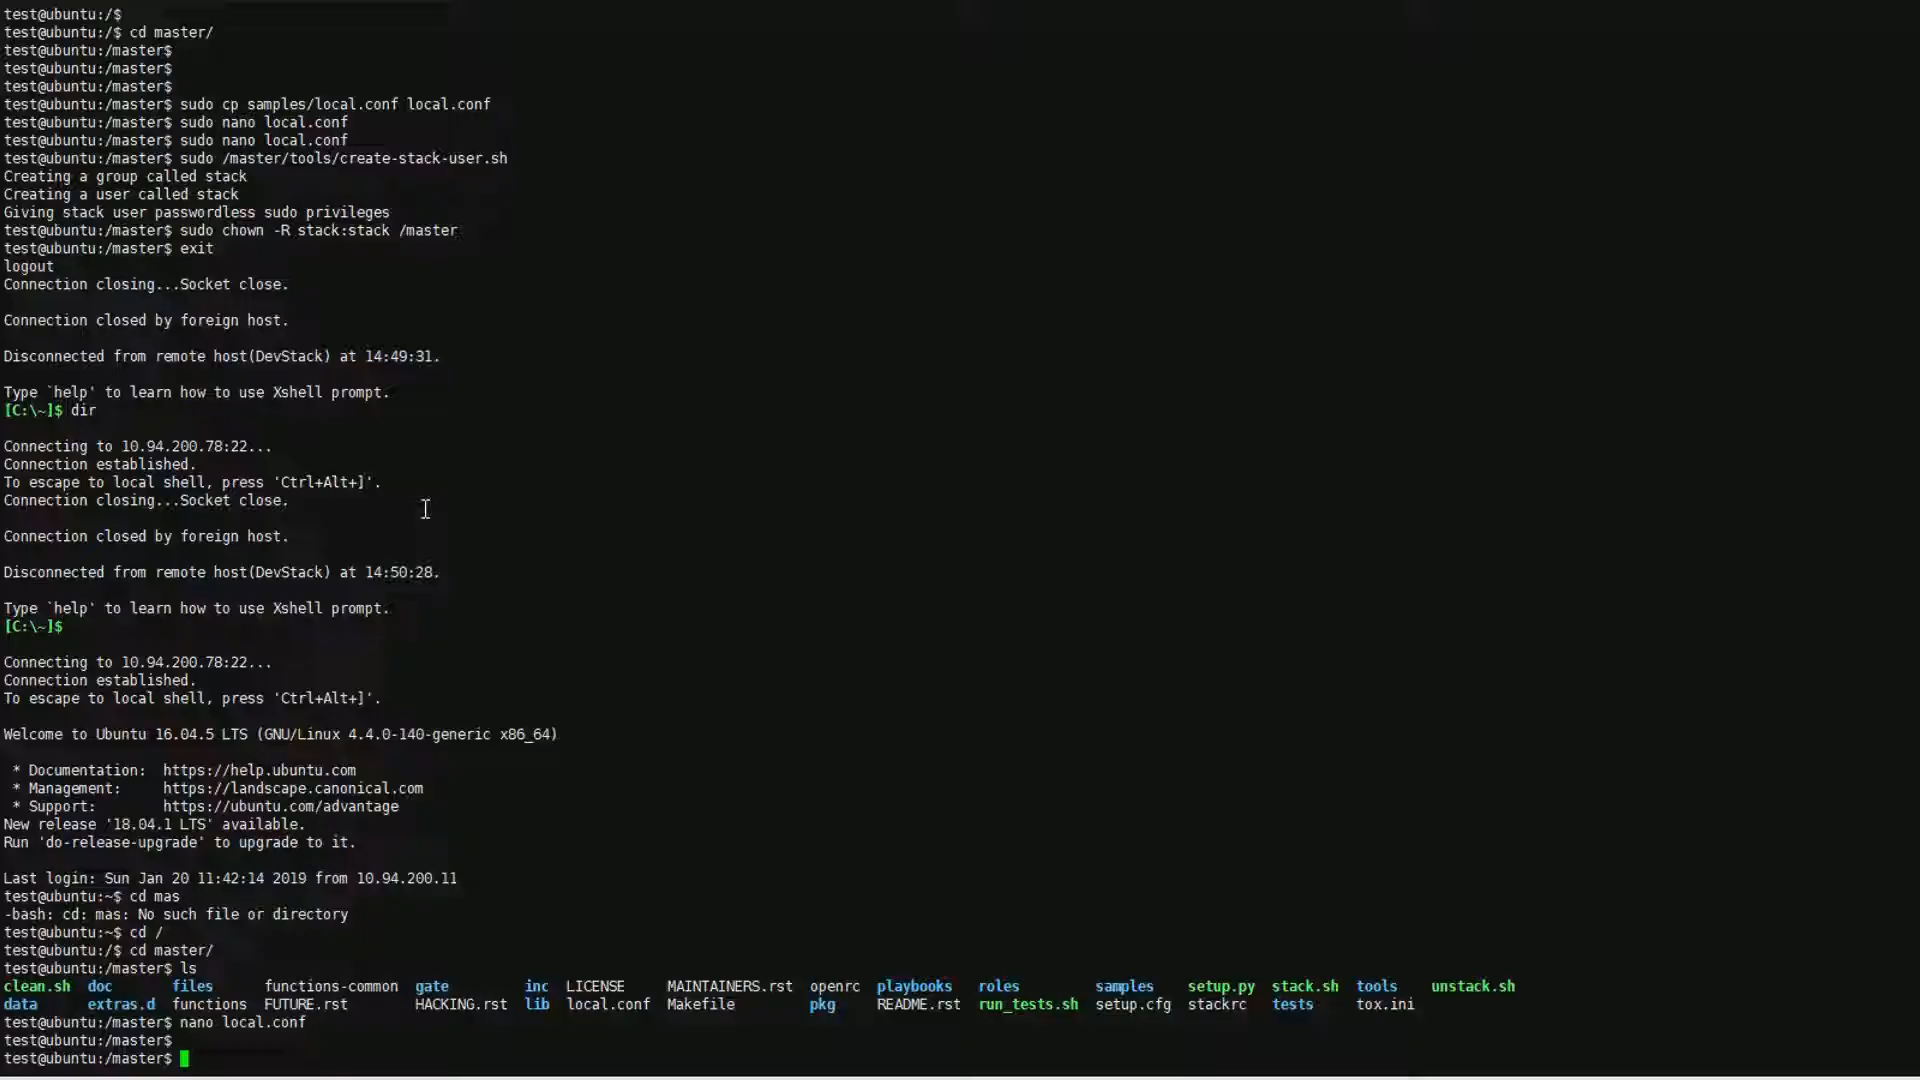 test@ubuntu:/$
test@ubuntu:/$ cd master/
test@ubuntu:/master$
test@ubuntu:/master$
test@ubuntu:/master$
test@ubuntu:/master$ sudo cp samples/local.conf local.conf
test@ubuntu:/master$ sudo nano local.conf
test@ubuntu:/master$ sudo nano local.conf
test@ubuntu:/master$ sudo /master/tools/create-stack-user.sh
Creating a group called stack
Creating a user called stack
Giving stack user passwordless sudo privileges
test@ubuntu:/master$ sudo chown -R stack:stack /master
test@ubuntu:/master$ exit
logout
Connection closing...Socket close.
Connection closed by foreign host.
Disconnected from remote host(DevStack) at 14:49:31.
Type `help' to learn how to use Xshell prompt.
[C:\~]$ dir
Connecting to 10.94.200.78:22...
Connection established.
To escape to local shell, press 'Ctrl+Alt+]'.
Connection closing...Socket close.
Connection closed by foreign host.
Disconnected from remote host(DevStack) at 14:50:28.
Type `help' to learn how to use Xshell prompt.
[C:\~]$
Connecting to 10.94.200.78:22...
Connection established.
To escape to local shell, press 'Ctrl+Alt+]'.
Welcome to Ubuntu 16.04.5 LTS (GNU/Linux 4.4.0-140-generic x86_64)
* Documentation:  https://help.ubuntu.com
* Management:     https://landscape.canonical.com
* Support:        https://ubuntu.com/advantage
New release '18.04.1 LTS' available.
Run 'do-release-upgrade' to upgrade to it.
Last login: Sun Jan 20 11:42:14 2019 from 10.94.200.11
test@ubuntu:~$ cd mas
-bash: cd: mas: No such file or directory
test@ubuntu:~$ cd /
test@ubuntu:/$ cd master/
test@ubuntu:/master$ ls
clean.sh  doc       files      functions-common  gate         inc  LICENSE     MAINTAINERS.rst  openrc  playbooks   roles         samples    setup.py  stack.sh  tools    unstack.sh
data      extras.d  functions  FUTURE.rst        HACKING.rst  lib  local.conf  Makefile         pkg     README.rst  run_tests.sh  setup.cfg  stackrc   tests     tox.ini
test@ubuntu:/master$ nano local.conf
test@ubuntu:/master$
test@ubuntu:/master$